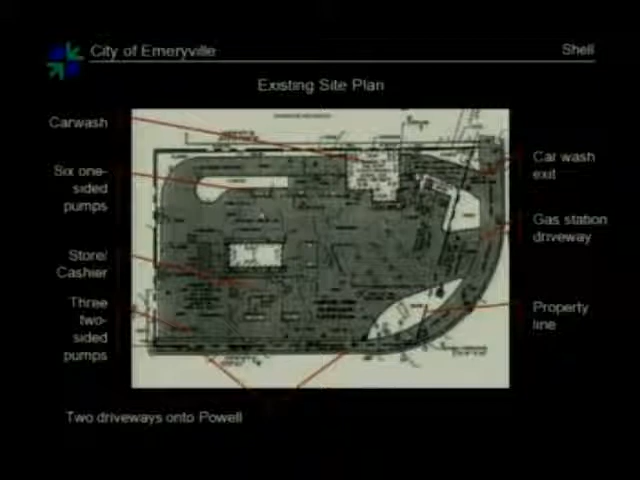 City of Emeryville
Shell
Existing Site Plan
Carwash
Six one-
sided
pumps
Store/
Cashier
Three
two-
sided
pumps
Car wash
exit
Gas station
driveway
Property
line
Two driveways onto Powell